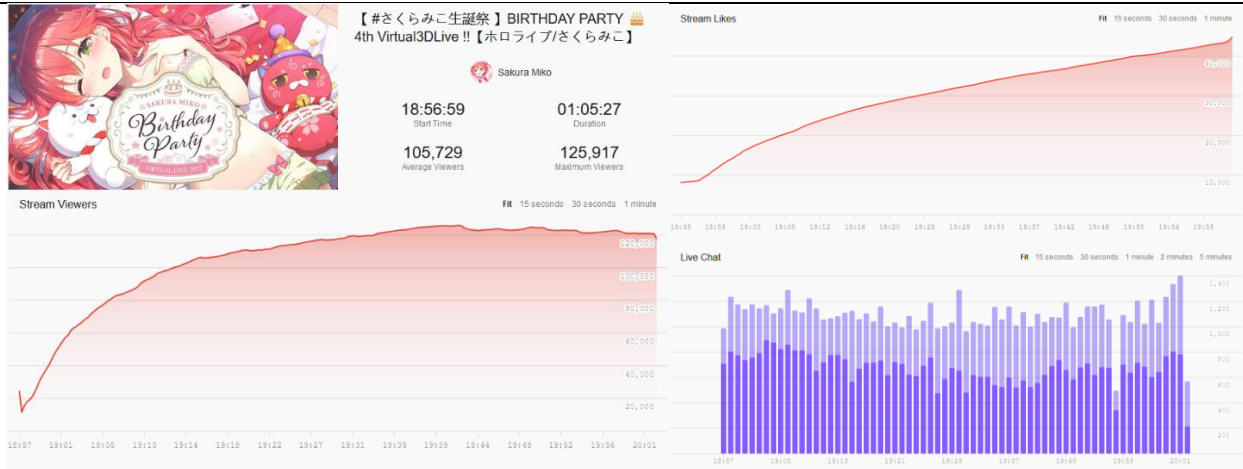 【 #さくらみこ生誕祭 】BIRTHDAY PARTY 🎂
4th Virtual3DLive !!【ホロライブ/さくらみこ】
Sakura Miko
18:56:59
Start Time
01:05:27
Duration
105,729
Average Viewers
125,917
Maximum Viewers
SAKURA MIKO
Birthday
Party
VIRTUAL LIVE 2022
Stream Viewers
Fit 15 seconds 30 seconds 1 minute
120,000
100,000
80,000
60,000
40,000
20,000
18:57 19:01 19:05 19:10 19:14 19:18 19:22 19:27 19:31 19:35 19:39 19:44 19:48 19:52 19:56 20:01
Stream Likes
Fit 15 seconds 30 seconds 1 minute
40,000
30,000
20,000
10,000
18:55 18:59 19:03 19:08 19:12 19:16 19:20 19:25 19:29 19:33 19:37 19:42 19:46 19:50 19:54 19:59
Live Chat
Fit 15 seconds 30 seconds 1 minute 2 minutes 5 minutes
1,400
1,200
1,000
800
600
400
200
18:57 19:05 19:13 19:21 19:29 19:37 19:45 19:53 20:01